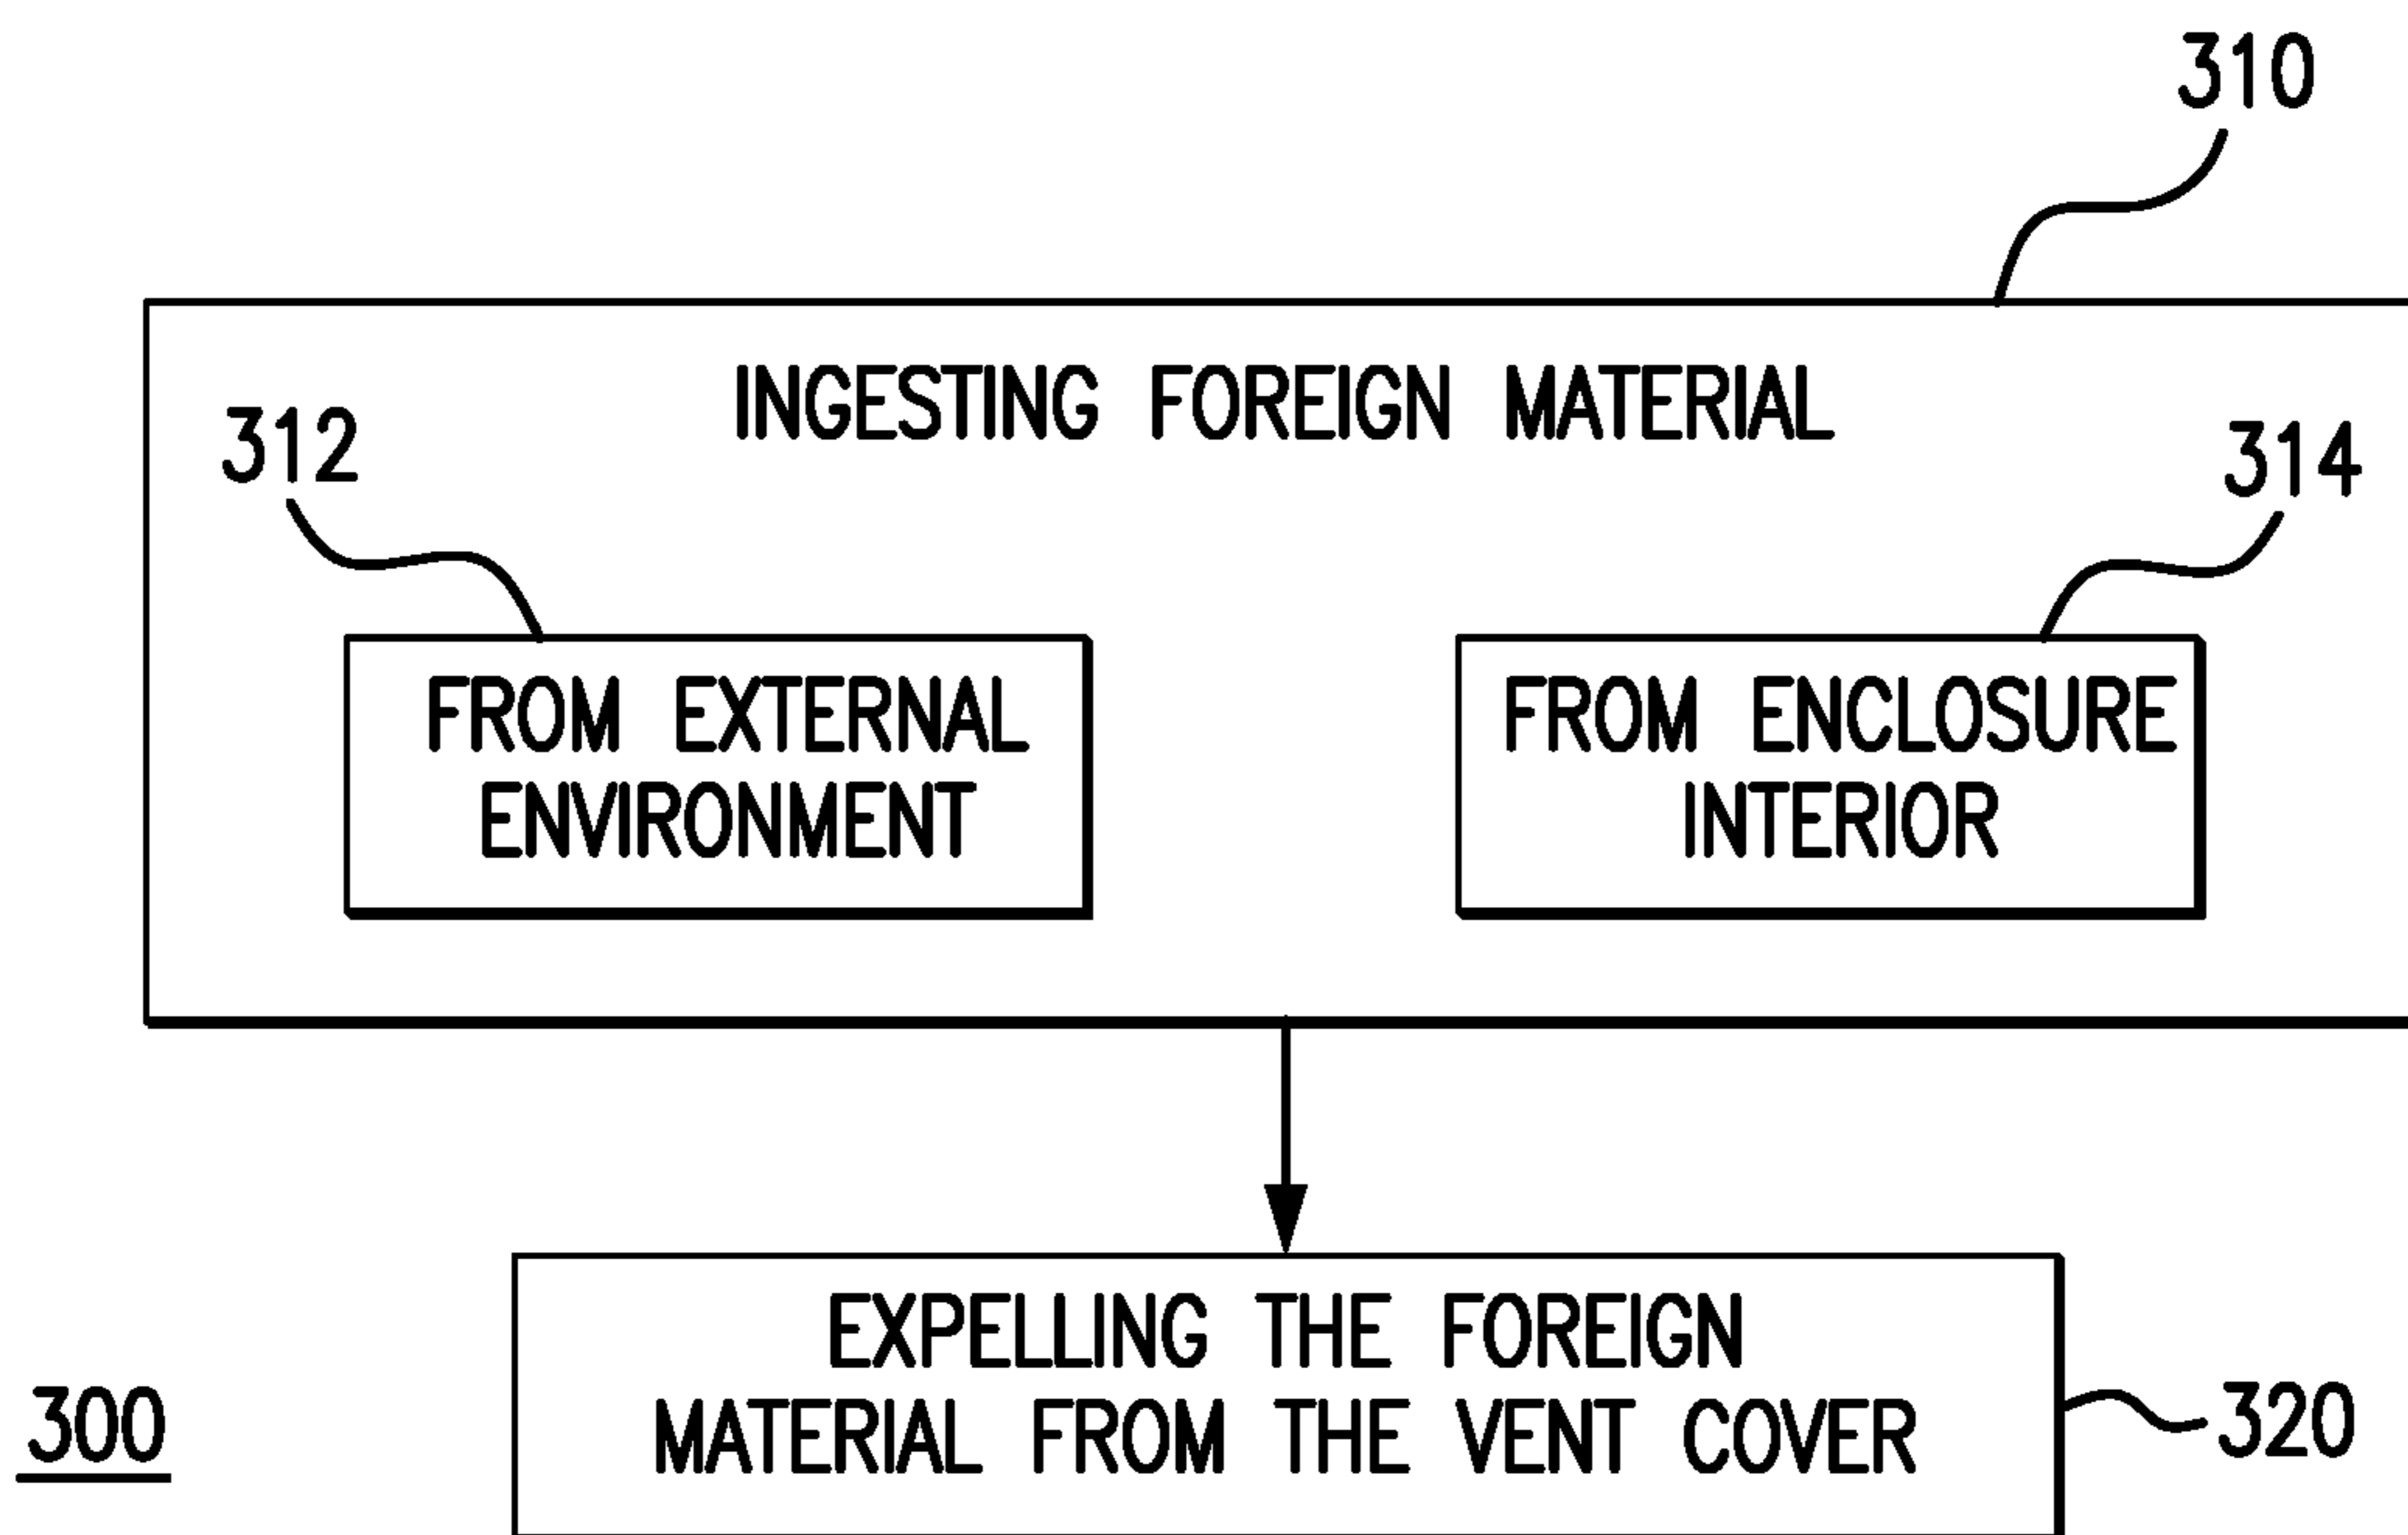 310
INGESTING FOREIGN MATERIAL
312
314
FROM EXTERNAL
ENVIRONMENT
FROM ENCLOSURE
INTERIOR
EXPELLING THE FOREIGN
MATERIAL FROM THE VENT COVER
300
320